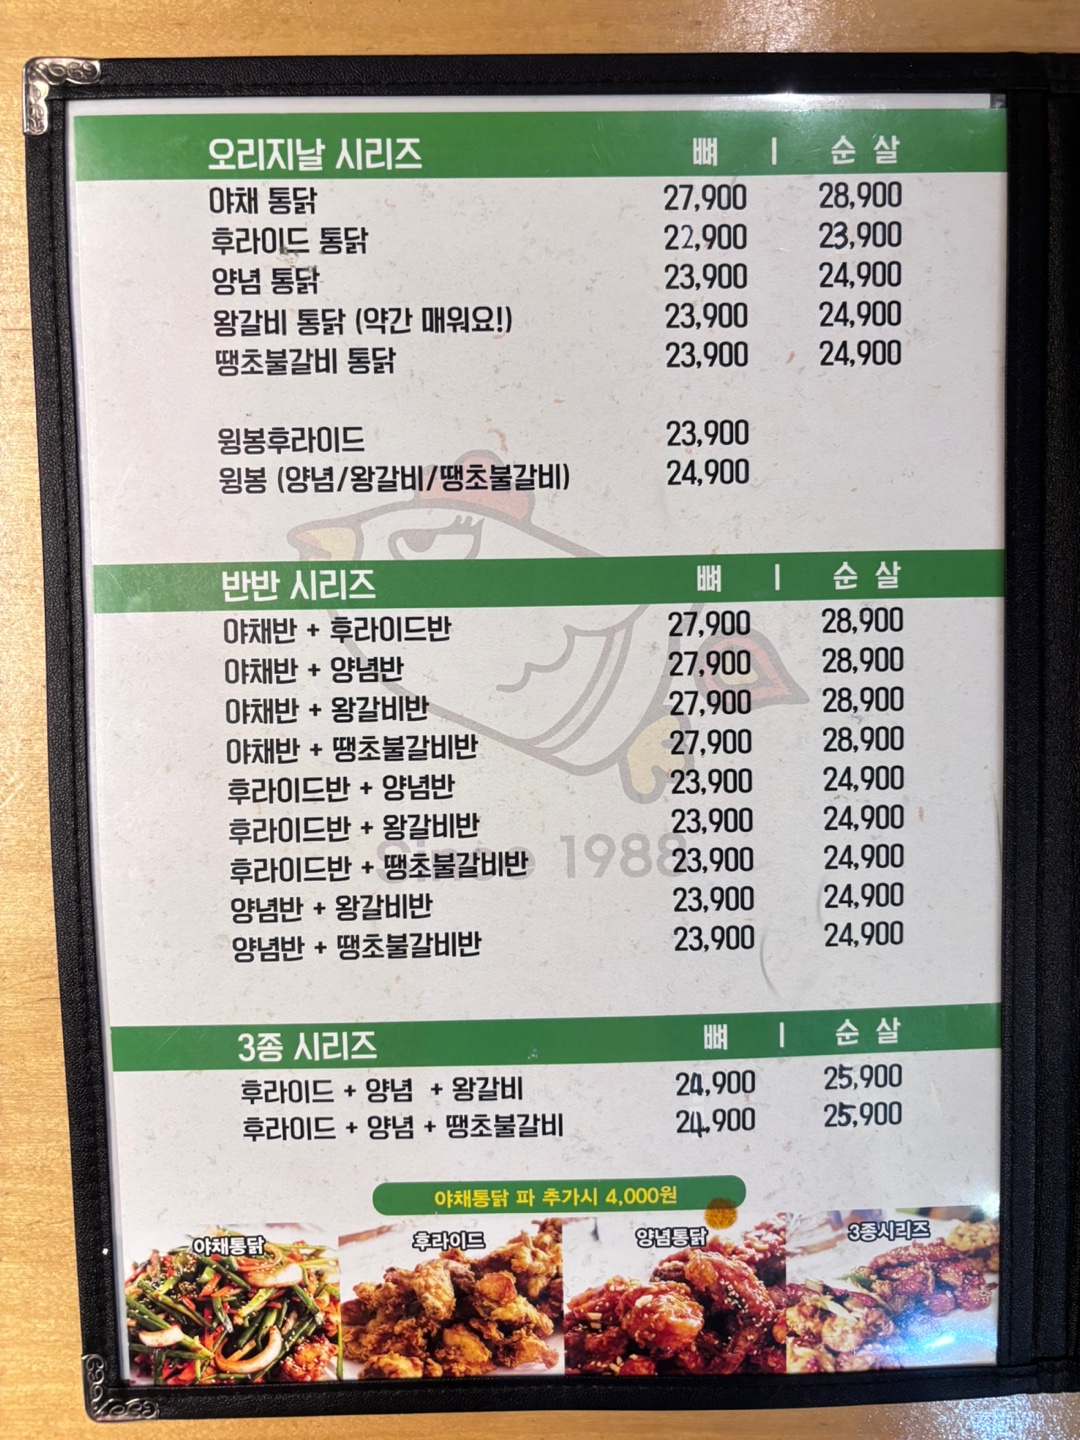 오리지날 시리즈 뼈 | 순 살
야채 통닭 27,900 28,900
후라이드 통닭 22,900 23,900
양념 통닭 23,900 24,900
왕갈비 통닭 (약간 매워요!) 23,900 24,900
땡초불갈비 통닭 23,900 24,900
윙봉후라이드 23,900
윙봉 (양념/왕갈비/땡초불갈비) 24,900
반반 시리즈 뼈 | 순 살
야채반 + 후라이드반 27,900 28,900
야채반 + 양념반 27,900 28,900
야채반 + 왕갈비반 27,900 28,900
야채반 + 땡초불갈비반 27,900 28,900
후라이드반 + 양념반 23,900 24,900
후라이드반 + 왕갈비반 23,900 24,900
Since 1988
후라이드반 + 땡초불갈비반 23,900 24,900
양념반 + 왕갈비반 23,900 24,900
양념반 + 땡초불갈비반 23,900 24,900
3종 시리즈 뼈 | 순 살
후라이드 + 양념 + 왕갈비 24,900 25,900
후라이드 + 양념 + 땡초불갈비 24,900 25,900
야채통닭 파 추가시 4,000원
야채통닭 후라이드 양념통닭 3종시리즈